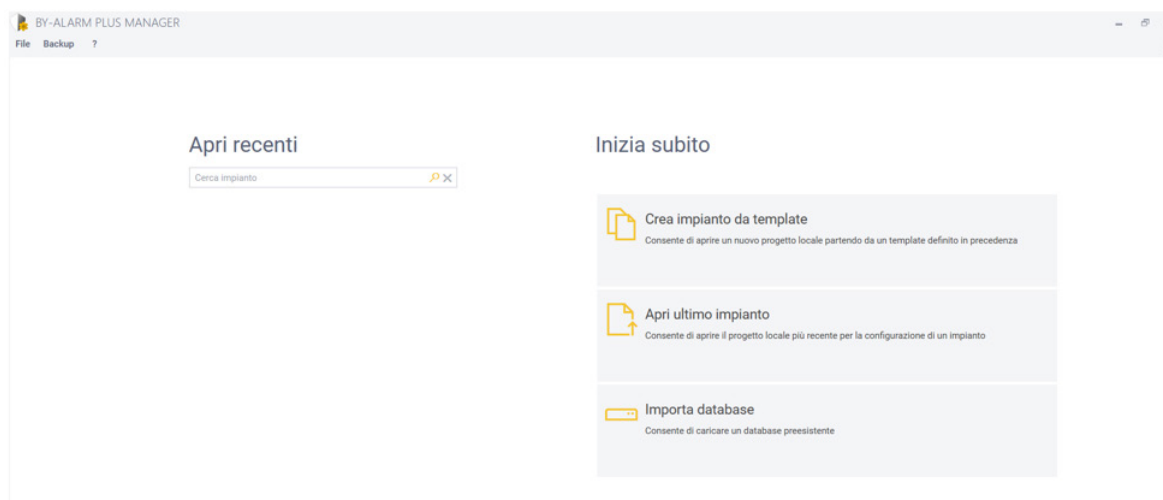 BY-ALARM PLUS MANAGER
File Backup ?
Apri recenti
Cerca impianto
Inizia subito
Crea impianto da template
Consente di aprire un nuovo progetto locale partendo da un template definito in precedenza
Apri ultimo impianto
Consente di aprire il progetto locale più recente per la configurazione di un impianto
Importa database
Consente di caricare un database preesistente